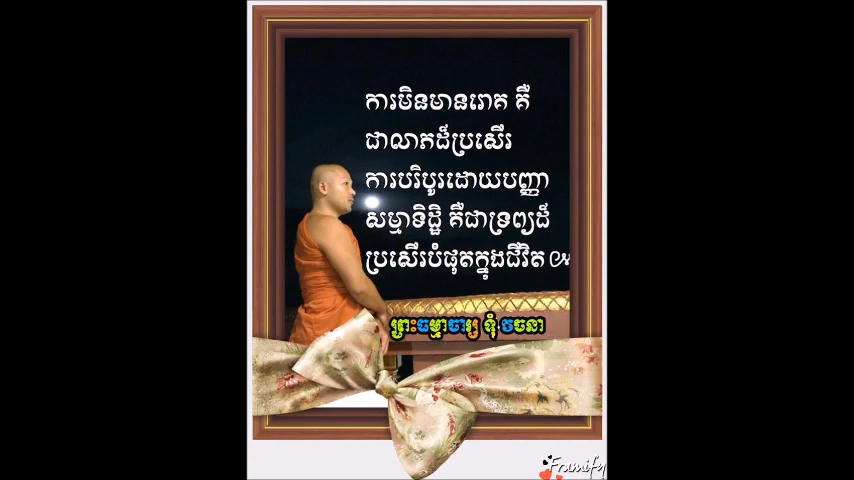 ការមិនមានរោគ គឺ
ជាលាភដ៏ប្រសើរ
ការបរិបូរដោយបញ្ញា
សម្មាទិដ្ឋិ គឺជាទ្រព្យដ៏
ប្រសើរបំផុតក្នុងជីវិត ៚
ព្រះធម្មាចារ្យ ទុំ វចនា
Framify